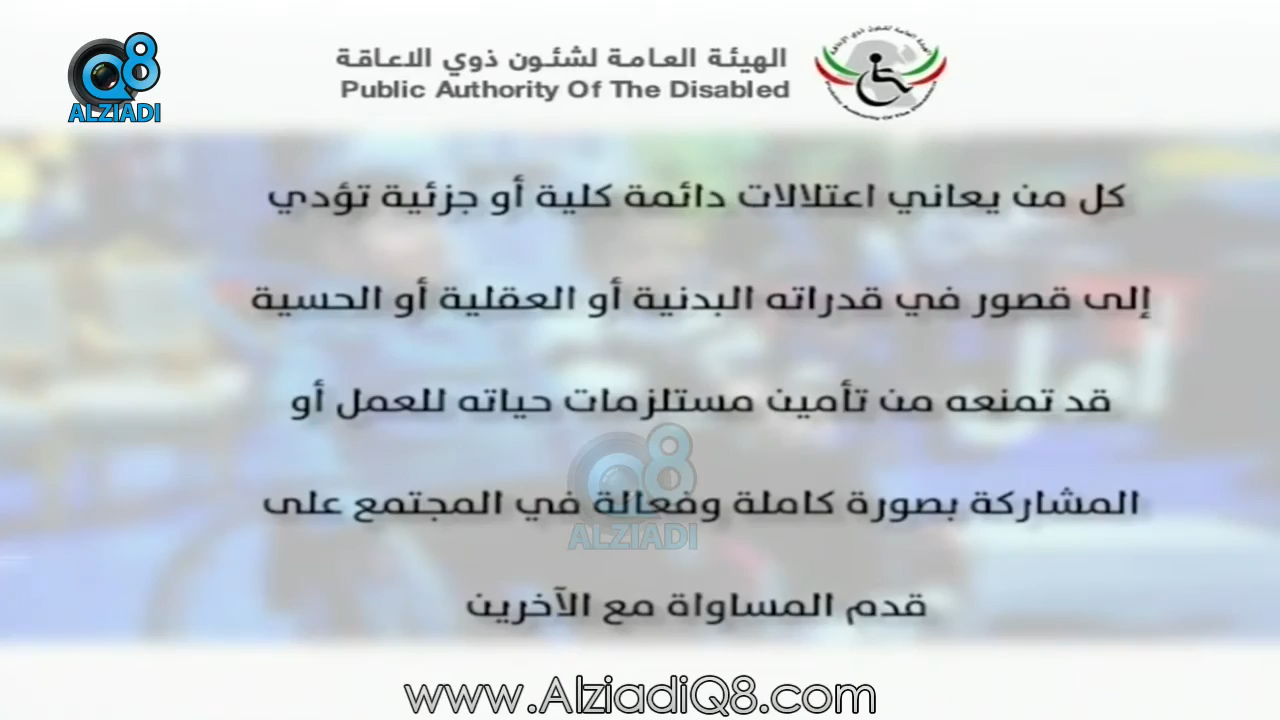 Q8
ALZIADI
الهيئة العامة لشئون ذوي الاعاقة
Public Authority Of The Disabled
كل من يعاني اعتلالات دائمة كلية أو جزئية تؤدي
إلى قصور في قدراته البدنية أو العقلية أو الحسية
قد تمنعه من تأمين مستلزمات حياته للعمل أو
المشاركة بصورة كاملة وفعالة في المجتمع على
قدم المساواة مع الآخرين
Q8
ALZIADI
أمل
www.AlziadiQ8.com